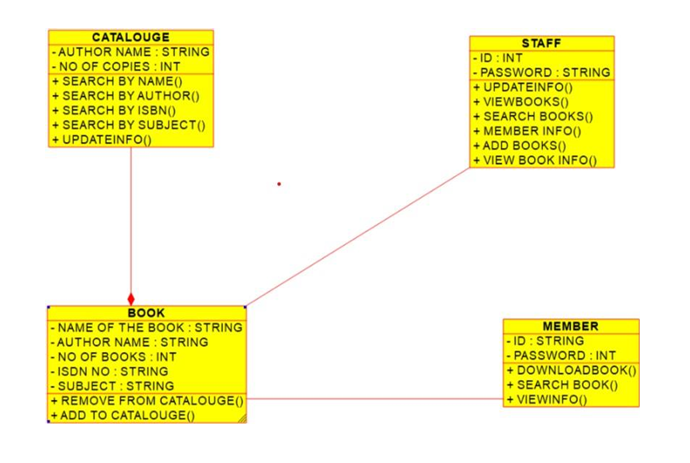 CATALOUGE
- AUTHOR NAME : STRING
- NO OF COPIES : INT
+ SEARCH BY NAME()
+ SEARCH BY AUTHOR()
+ SEARCH BY ISBN()
+ SEARCH BY SUBJECT()
+ UPDATEINFO()
STAFF
- ID : INT
- PASSWORD : STRING
+ UPDATEINFO()
+ VIEWBOOKS()
+ SEARCH BOOKS()
+ MEMBER INFO()
+ ADD BOOKS()
+ VIEW BOOK INFO()
BOOK
- NAME OF THE BOOK : STRING
- AUTHOR NAME : STRING
- NO OF BOOKS : INT
- ISDN NO : STRING
- SUBJECT : STRING
+ REMOVE FROM CATALOUGE()
+ ADD TO CATALOUGE()
MEMBER
- ID : STRING
- PASSWORD : INT
+ DOWNLOADBOOK()
+ SEARCH BOOK()
+ VIEWINFO()